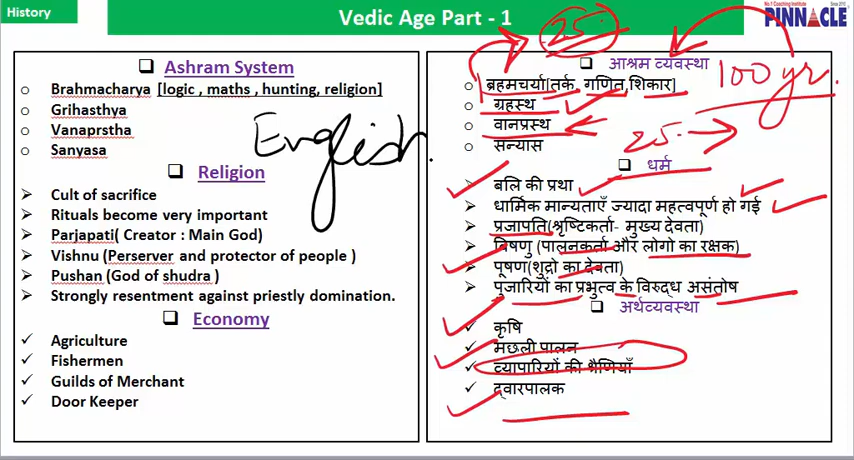 History
Vedic Age Part - 1
No.1 Coaching Institute
PINNACLE
Ashram System
Brahmacharya [logic , maths , hunting, religion]
Grihasthya
Vanaprstha
Sanyasa
Religion
Cult of sacrifice
Rituals become very important
Parjapati( Creator : Main God)
Vishnu (Perserver and protector of people )
Pushan (God of shudra )
Strongly resentment against priestly domination.
Economy
Agriculture
Fishermen
Guilds of Merchant
Door Keeper
English.
25
आश्रम व्यवस्था
ब्रहमचर्या[तर्क, गणित,शिकार]
100 yr.
ग्रहस्थ
वानप्रस्थ
25
सन्यास
धर्म
बलि की प्रथा
धार्मिक मान्यताएँ ज्यादा महत्वपूर्ण हो गई
प्रजापति(श्रृष्टिकर्ता- मुख्य देवता)
विषणु (पालनकर्ता और लोगो का रक्षक)
पूषण(शुद्रो का देवता)
पुजारियों का प्रभुत्व के विरुद्ध असंतोष
अर्थव्यवस्था
कृषि
मछली पालन
व्यापारियों की श्रेणियाँ
द्वारपालक